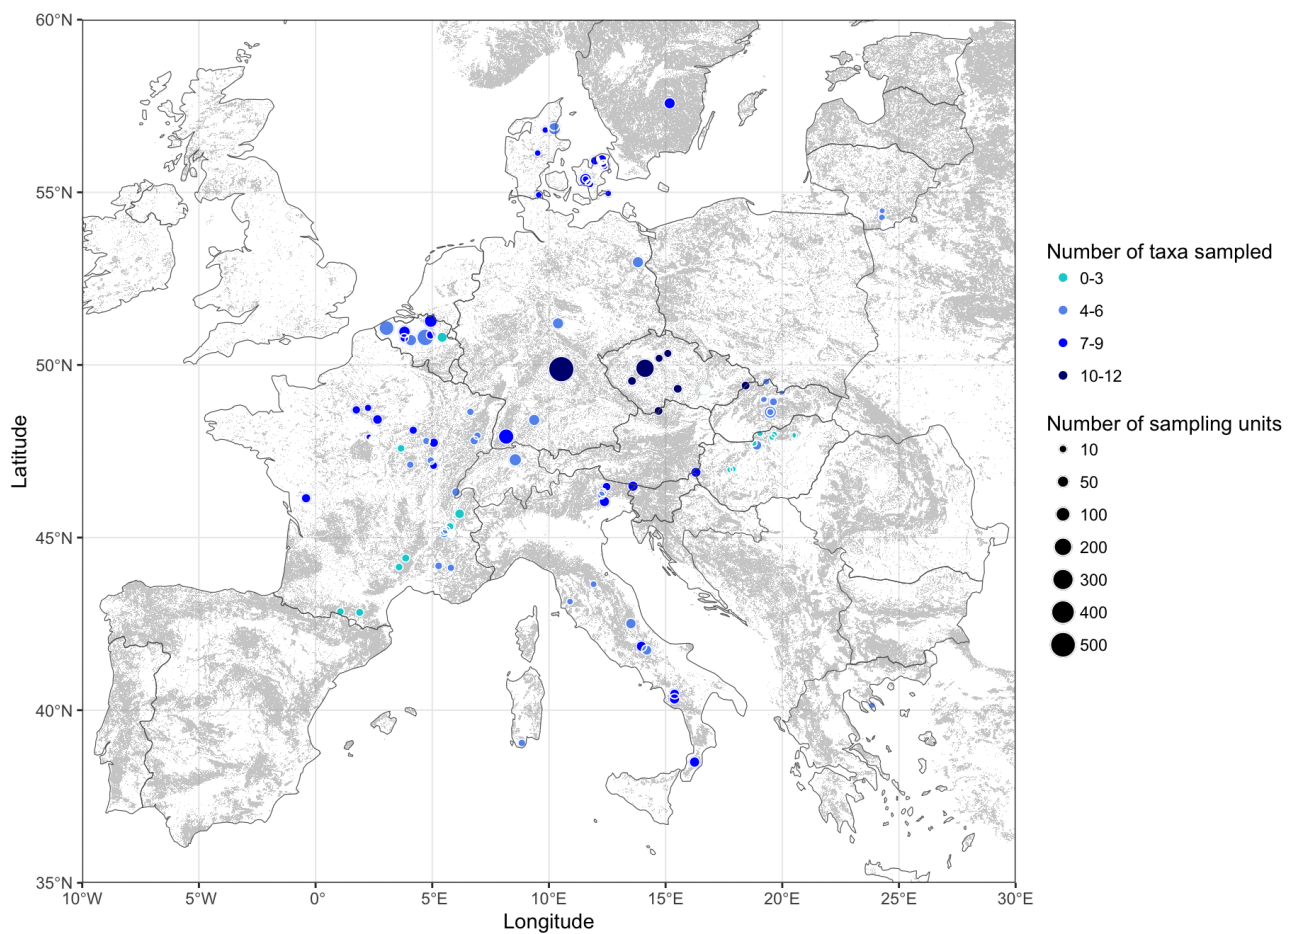 60°N
55°N
50°N
45°N
40°N
35°N
Latitude
10°W
5°W
0°
5°E
10°E
15°E
20°E
25°E
30°E
Longitude
Number of taxa sampled
0-3
4-6
7-9
10-12
Number of sampling units
10
50
100
200
300
400
500